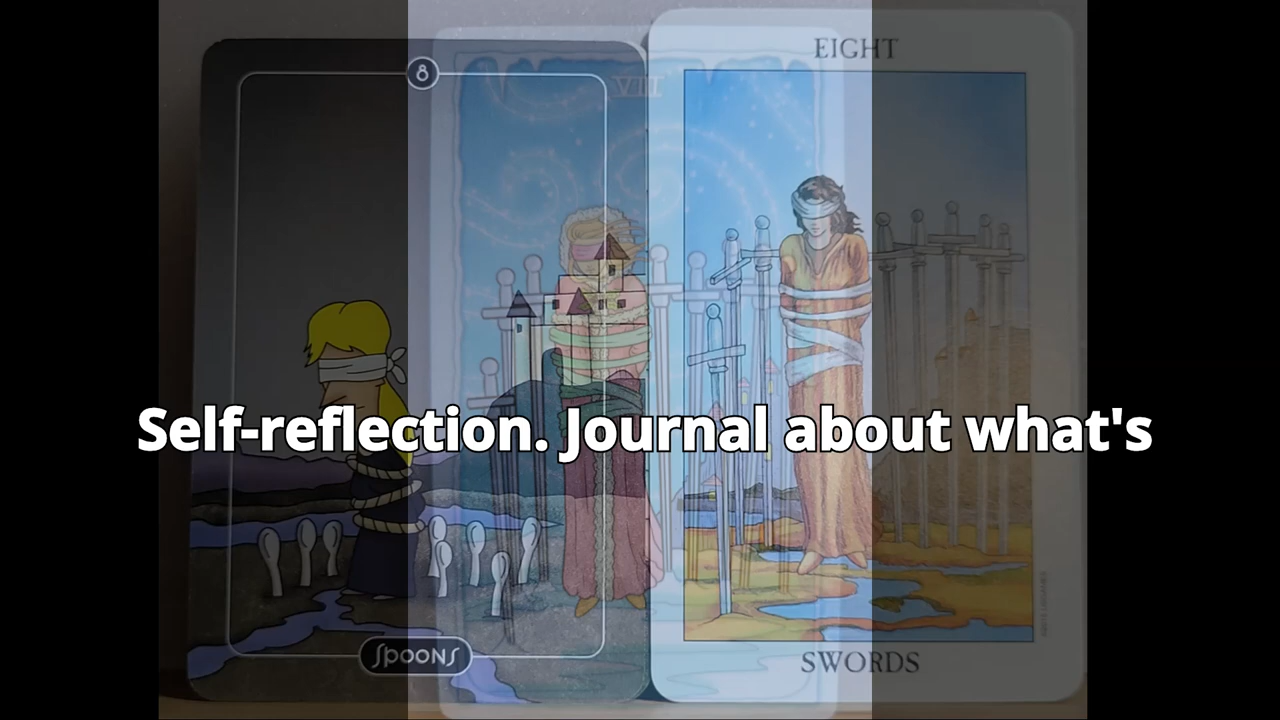 EIGHT
8
VIII
Self-reflection. Journal about what's
SPOONS
SWORDS